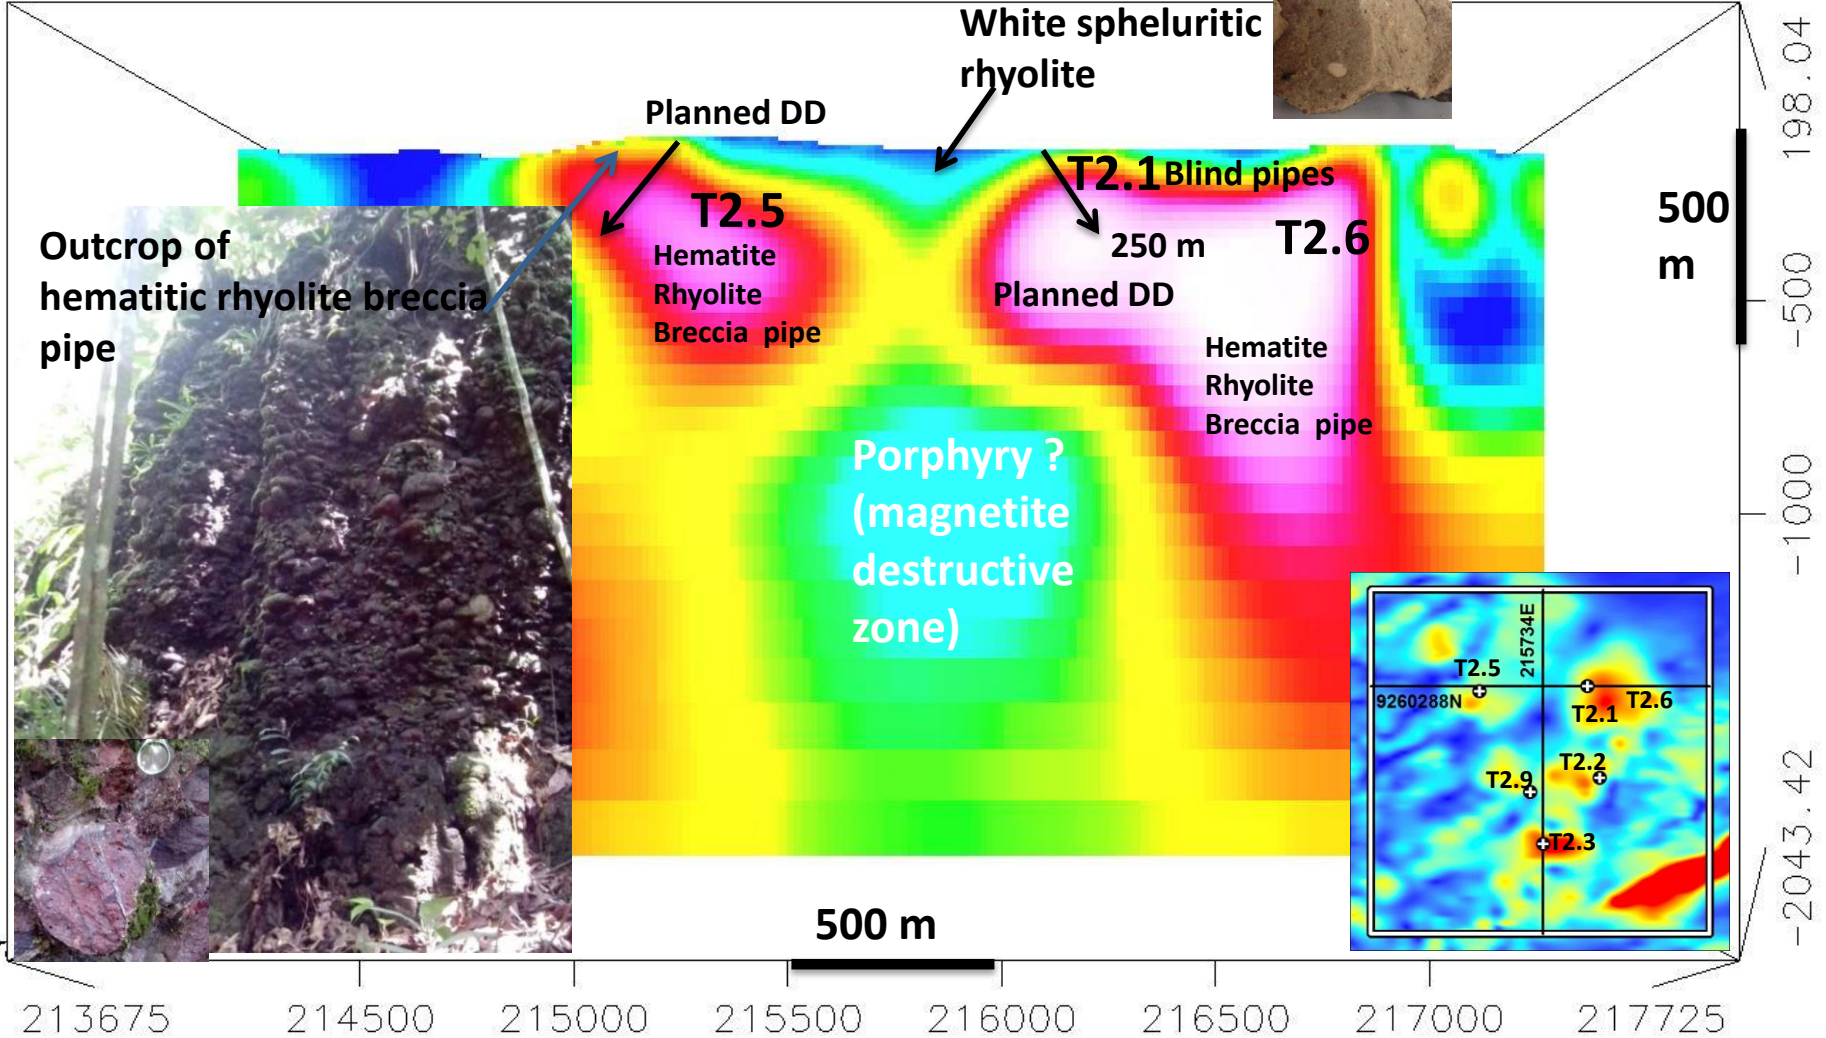 White spheluritic
rhyolite
198.04
Planned DD
T2.1 Blind pipes
T2.5
Hematite
Rhyolite
Breccia pipe
250 m
T2.6
Planned DD
500
m
Outcrop of
hematitic rhyolite breccia
pipe
-500
Hematite
Rhyolite
Breccia pipe
Porphyry ?
(magnetite
destructive
zone)
-1000
215734E
T2.5
9260288N
T2.6
T2.1
T2.2
T2.9
T2.3
-2043.42
500 m
213675 214500 215000 215500 216000 216500 217000 217725